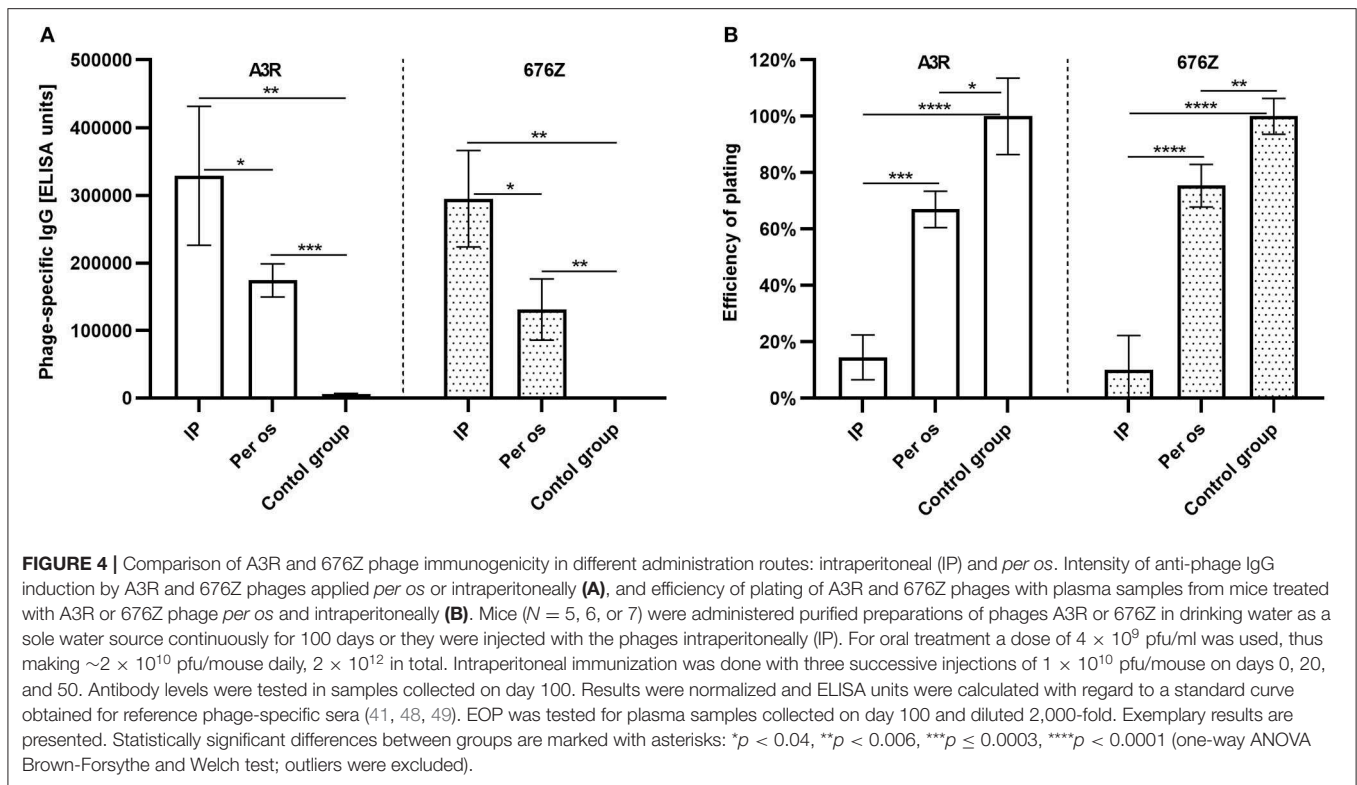 A
B
500000
400000
300000
200000
100000
0
Phage-specific IgG [ELISA units]
A3R
676Z
**
*
***
**
*
**
IP
Per os
Contol group
IP
Per os
Contol group
120%
100%
80%
60%
40%
20%
0%
Efficiency of plating
A3R
676Z
*
****
***
**
****
****
IP
Per os
Control group
IP
Per os
Control group
FIGURE 4 | Comparison of A3R and 676Z phage immunogenicity in different administration routes: intraperitoneal (IP) and per os. Intensity of anti-phage IgG
induction by A3R and 676Z phages applied per os or intraperitoneally (A), and efficiency of plating of A3R and 676Z phages with plasma samples from mice treated
with A3R or 676Z phage per os and intraperitoneally (B). Mice (N = 5, 6, or 7) were administered purified preparations of phages A3R or 676Z in drinking water as a
sole water source continuously for 100 days or they were injected with the phages intraperitoneally (IP). For oral treatment a dose of 4 × 10⁹ pfu/ml was used, thus
making ~2 × 10¹⁰ pfu/mouse daily, 2 × 10¹² in total. Intraperitoneal immunization was done with three successive injections of 1 × 10¹⁰ pfu/mouse on days 0, 20,
and 50. Antibody levels were tested in samples collected on day 100. Results were normalized and ELISA units were calculated with regard to a standard curve
obtained for reference phage-specific sera (41, 48, 49). EOP was tested for plasma samples collected on day 100 and diluted 2,000-fold. Exemplary results are
presented. Statistically significant differences between groups are marked with asterisks: *p < 0.04, **p < 0.006, ***p ≤ 0.0003, ****p < 0.0001 (one-way ANOVA
Brown-Forsythe and Welch test; outliers were excluded).